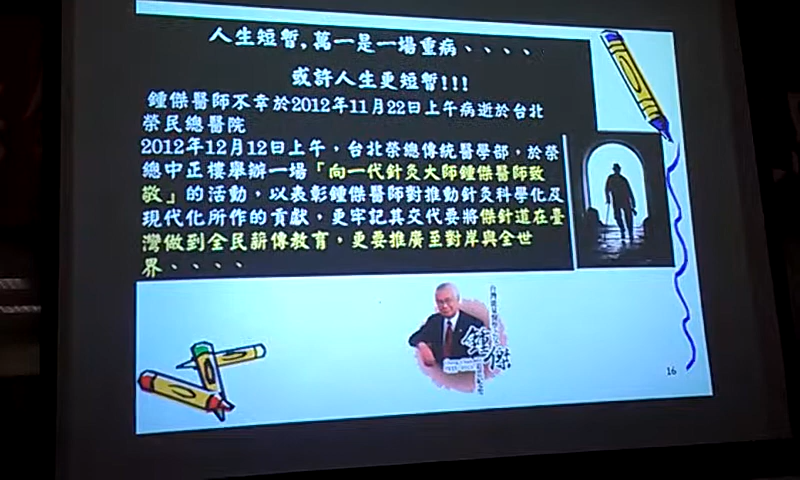 人生短暫,萬一是一場重病、、、、
或許人生更短暫!!!
鍾傑醫師不幸於2012年11月22日上午病逝於台北
榮民總醫院
2012年12月12日上午，台北榮總傳統醫學部，於榮
總中正樓舉辦一場「向一代針灸大師鍾傑醫師致
敬」的活動，以表彰鍾傑醫師對推動針灸科學化及
現代化所作的貢獻，更牢記其交代要將傑針道在臺
灣做到全民薪傳教育，更要推廣至對岸與全世
界、、、、
鍾傑
16